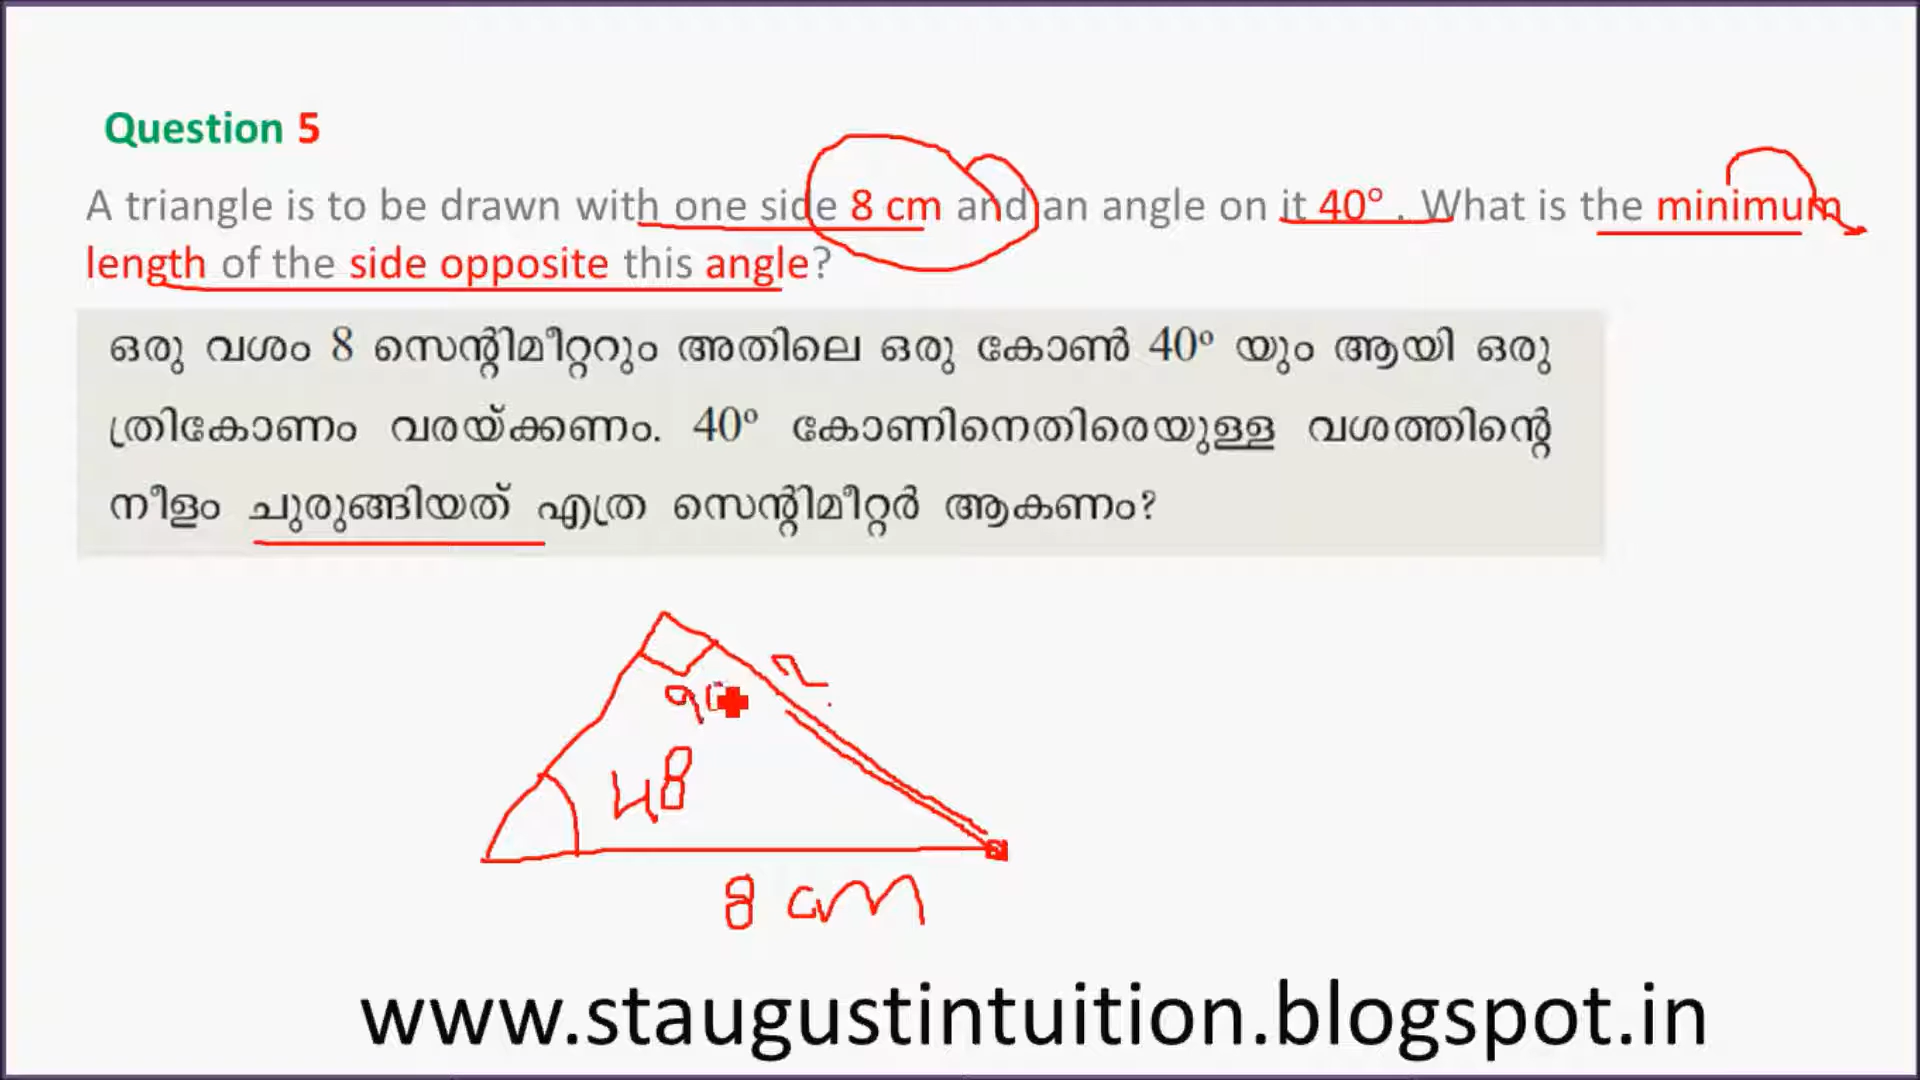 Question 5
A triangle is to be drawn with one side 8 cm and an angle on it 40° . What is the minimum
length of the side opposite this angle?
ഒരു വശം 8 സെന്റിമീറ്ററും അതിലെ ഒരു കോൺ 40° യും ആയി ഒരു
ത്രികോണം വരയ്ക്കണം. 40° കോണിനെതിരെയുള്ള വശത്തിന്റെ
നീളം ചുരുങ്ങിയത് എത്ര സെന്റിമീറ്റർ ആകണം?
48
8 cm
www.staugustintuition.blogspot.in